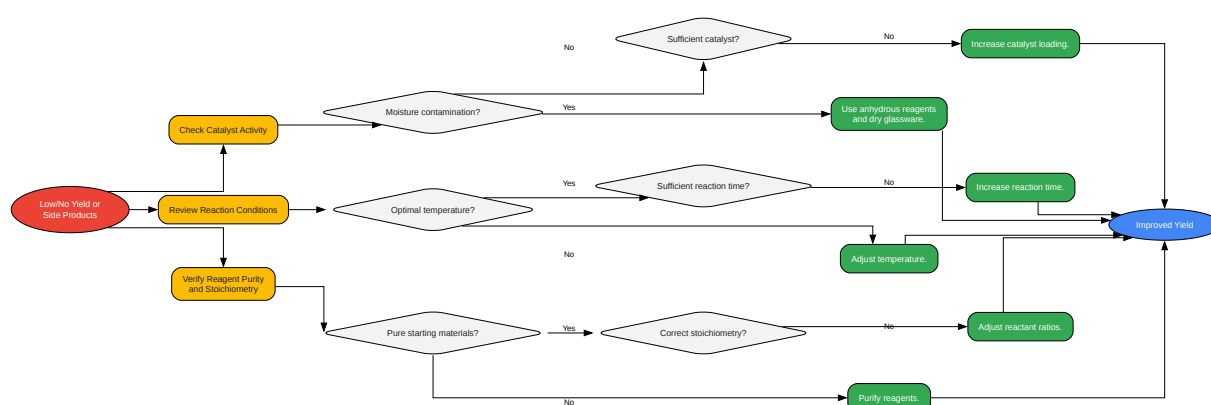 Sufficient catalyst?
No
No
Increase catalyst loading.
Moisture contamination?
Yes
Use anhydrous reagents
and dry glassware.
Check Catalyst Activity
Low/No Yield or
Side Products
Review Reaction Conditions
Optimal temperature?
Yes
Sufficient reaction time?
No
Increase reaction time.
Improved Yield
No
Adjust temperature.
Verify Reagent Purity
and Stoichiometry
Pure starting materials?
Yes
Correct stoichiometry?
No
Adjust reactant ratios.
No
Purify reagents.